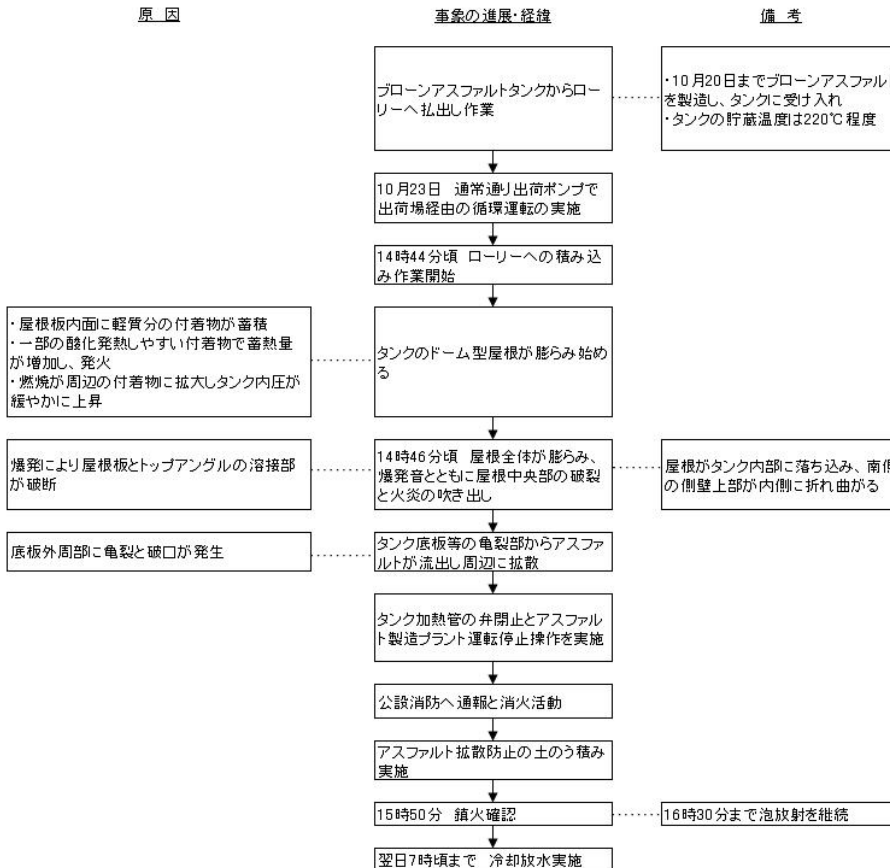 原 因
事象の進展・経緯
備 考
ブローンアスファルトタンクからロー
リーへ払出し作業
・10月20日までブローンアスファル
を製造し、タンクに受け入れ
・タンクの貯蔵温度は220℃程度
10月23日 通常通り出荷ポンプで
出荷場経由の循環運転の実施
14時44分頃 ローリーへの積み込
み作業開始
・屋根板内面に軽質分の付着物が蓄積
・一部の酸化発熱しやすい付着物で蓄熱量
が増加し、発火
・燃焼が周辺の付着物に拡大しタンク内圧が
緩やかに上昇
タンクのドーム型屋根が膨らみ始め
る
爆発により屋根板とトップアングルの溶接部
が破断
14時46分頃 屋根全体が膨らみ、
爆発音とともに屋根中央部の破裂
と火炎の吹き出し
屋根がタンク内部に落ち込み、南側
の側壁上部が内側に折れ曲がる
底板外周部に亀裂と破口が発生
タンク底板等の亀裂部からアスファ
ルトが流出し周辺に拡散
タンク加熱管の弁閉止とアスファル
ト製造プラント運転停止操作を実施
公設消防へ通報と消火活動
アスファルト拡散防止の土のう積み
実施
15時50分 鎮火確認
16時30分まで泡放射を継続
翌日7時頃まで 冷却放水実施